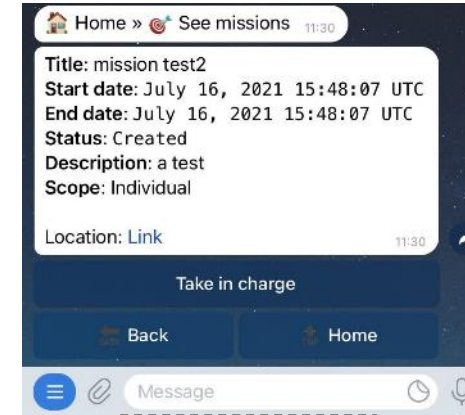 🏠 Home » 🎯 See missions 11:30
Title: mission test2
Start date: July 16, 2021 15:48:07 UTC
End date: July 16, 2021 15:48:07 UTC
Status: Created
Description: a test
Scope: Individual
Location: Link 11:30
Take in charge
Back Home
Message